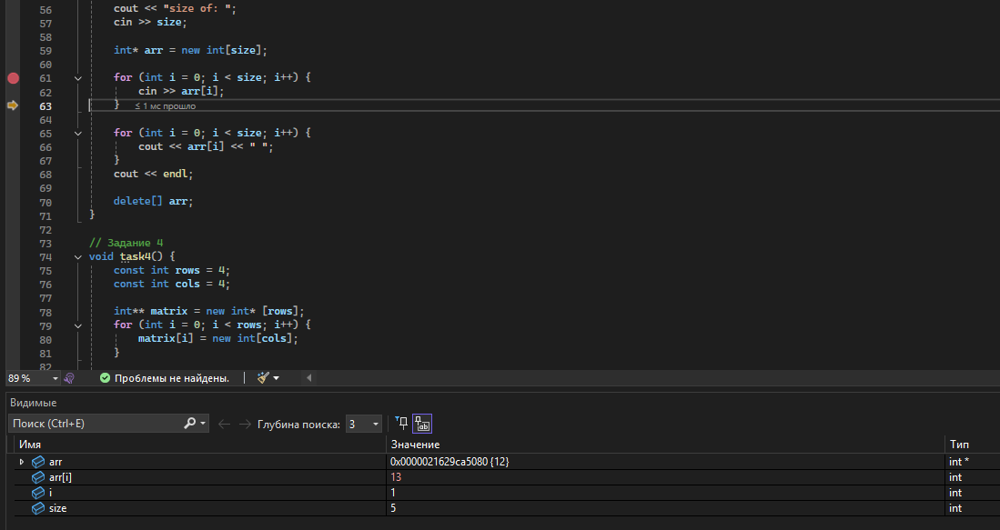 56 cout << "size of: ";
57 cin >> size;
58
59 int* arr = new int[size];
60
61 for (int i = 0; i < size; i++) {
62 cin >> arr[i];
63 } ≤ 1 мс прошло
64
65 for (int i = 0; i < size; i++) {
66 cout << arr[i] << " ";
67 }
68 cout << endl;
69
70 delete[] arr;
71 }
72
73 // Задание 4
74 void task4() {
75 const int rows = 4;
76 const int cols = 4;
77
78 int** matrix = new int* [rows];
79 for (int i = 0; i < rows; i++) {
80 matrix[i] = new int[cols];
81 }
82
89 % Проблемы не найдены.
Видимые
Поиск (Ctrl+E) Глубина поиска: 3
Имя Значение Тип
arr 0x0000021629ca5080 {12} int *
arr[i] 13 int
i 1 int
size 5 int